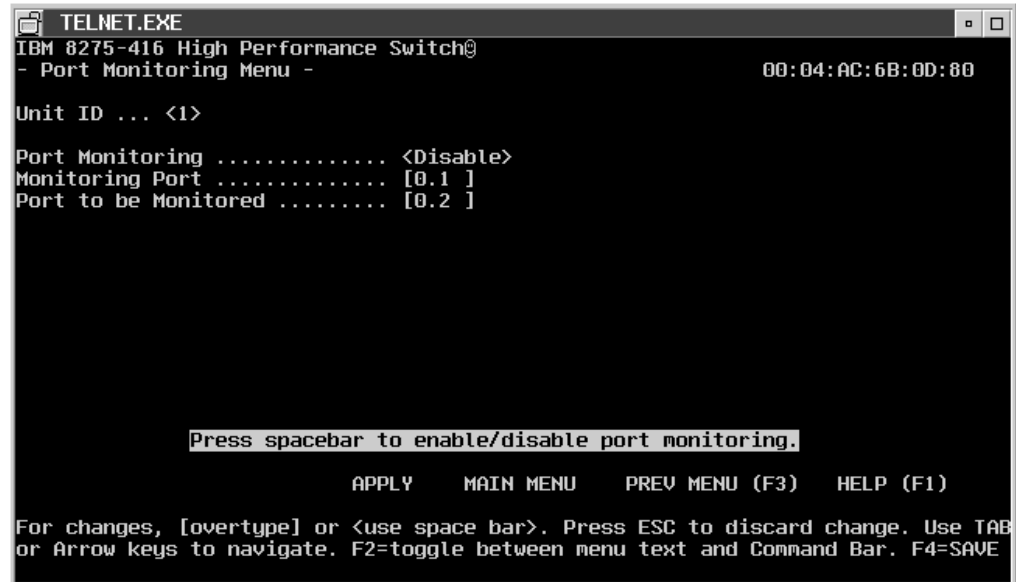 TELNET.EXE
IBM 8275-416 High Performance Switch@
- Port Monitoring Menu - 00:04:AC:6B:0D:80
Unit ID ... <1>
Port Monitoring .............. <Disable>
Monitoring Port .............. [0.1 ]
Port to be Monitored ......... [0.2 ]
Press spacebar to enable/disable port monitoring.
APPLY MAIN MENU PREV MENU (F3) HELP (F1)
For changes, [overtype] or <use space bar>. Press ESC to discard change. Use TAB
or Arrow keys to navigate. F2=toggle between menu text and Command Bar. F4=SAVE